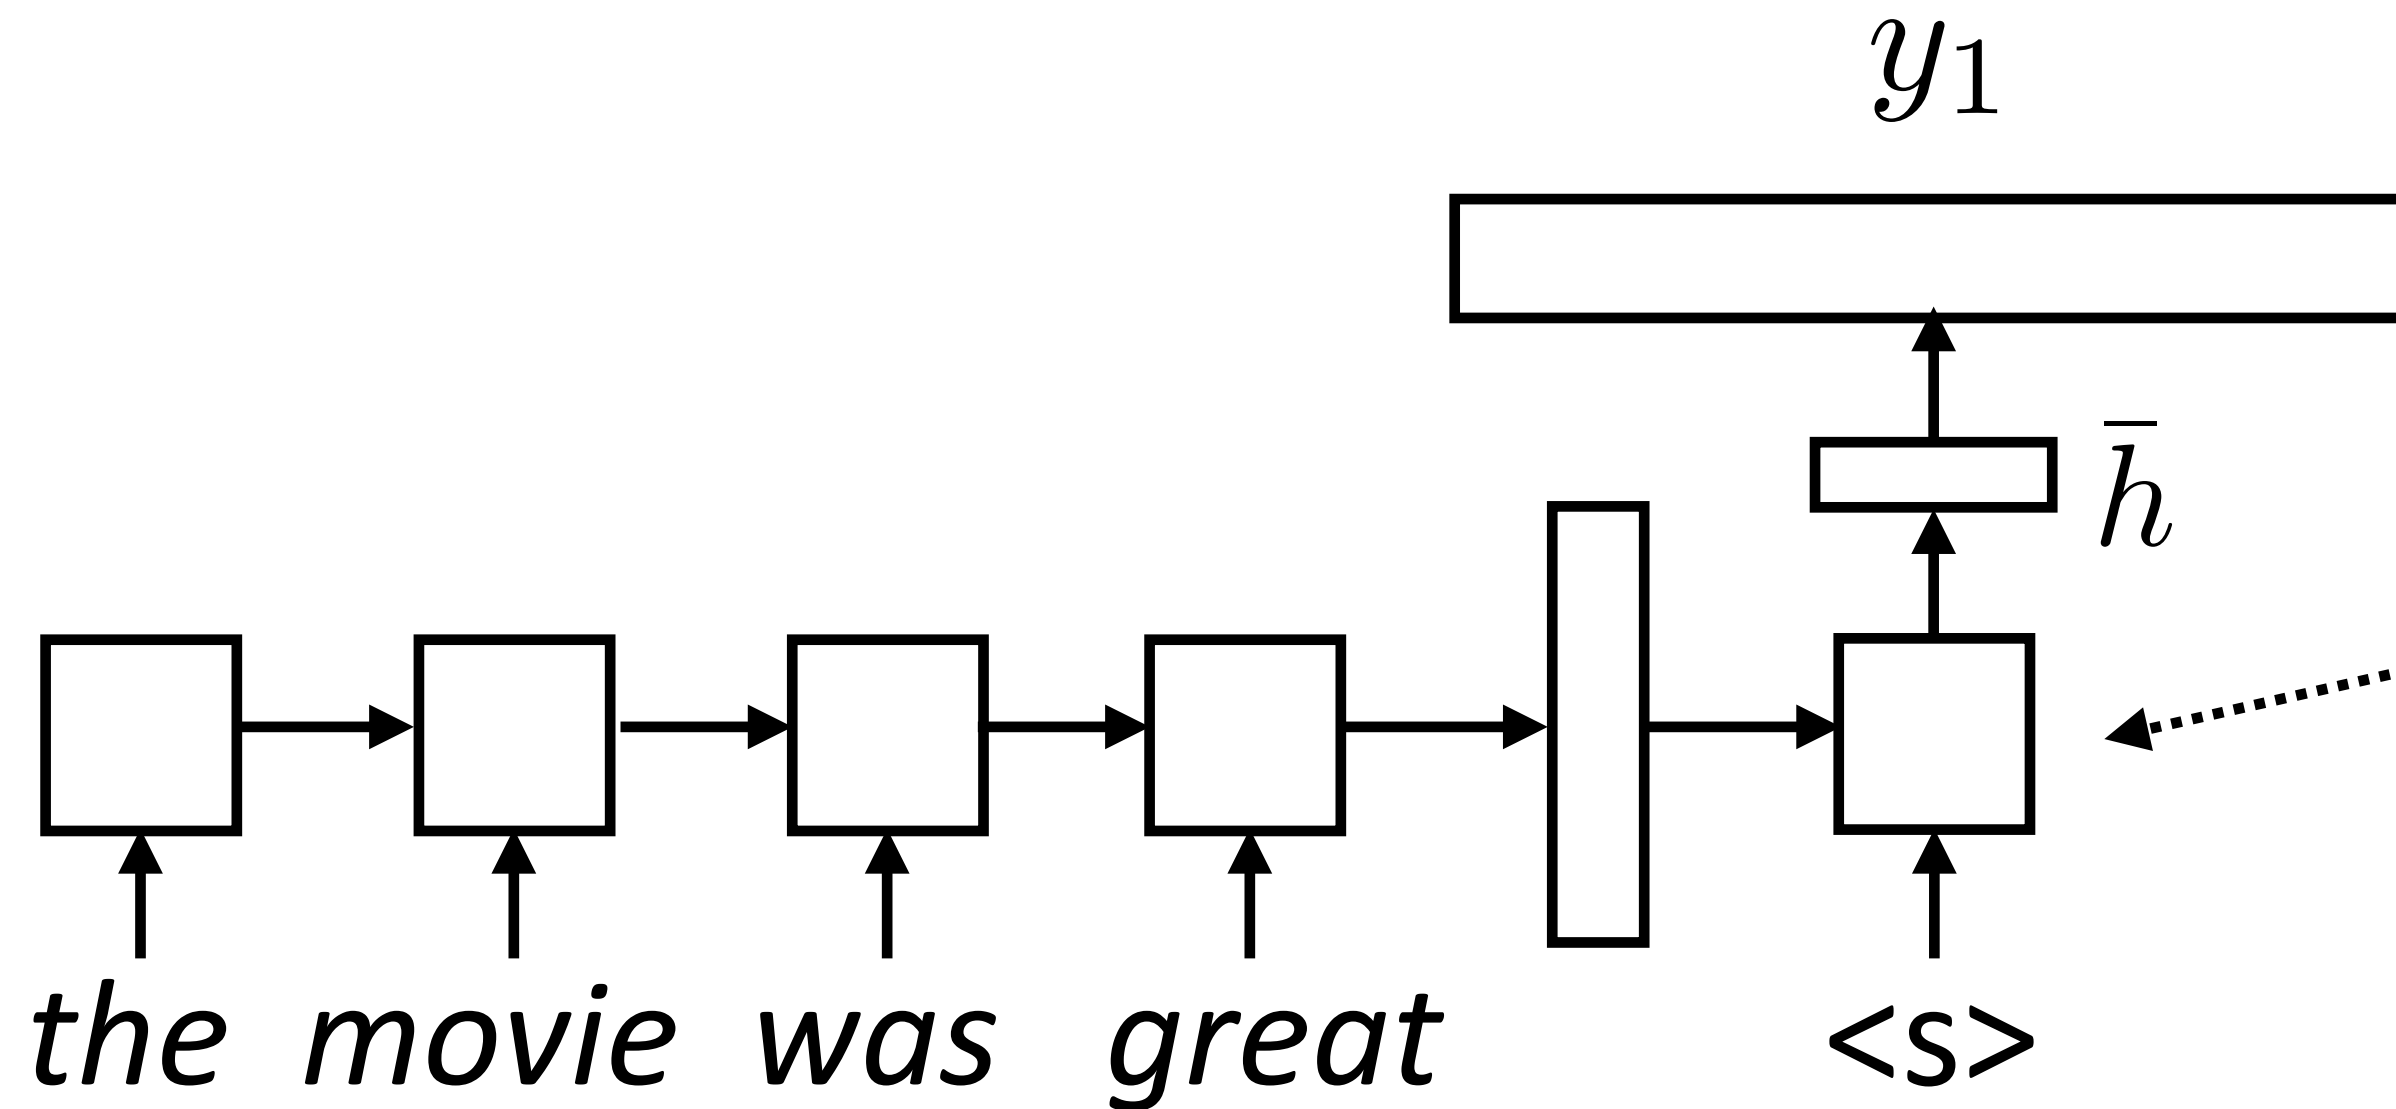 y₁
h̄
the movie was great <s>